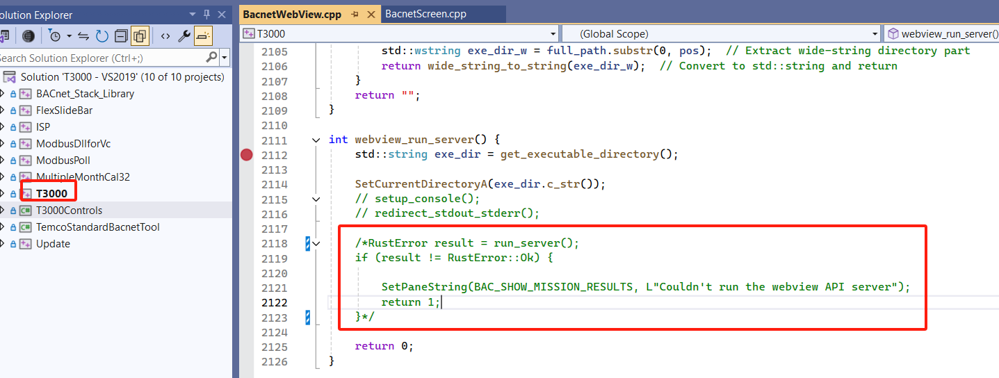 olution Explorer
earch Solution Explorer (Ctrl+;)
Solution 'T3000 - VS2019' (10 of 10 projects)
BACnet_Stack_Library
FlexSlideBar
ISP
ModbusDllforVc
ModbusPoll
MultipleMonthCal32
T3000
T3000Controls
TemcoStandardBacnetTool
Update
BacnetWebView.cpp
BacnetScreen.cpp
T3000
(Global Scope)
webview_run_server()
2105 std::wstring exe_dir_w = full_path.substr(0, pos);  // Extract wide-string directory part
2106 return wide_string_to_string(exe_dir_w);  // Convert to std::string and return
2107 }
2108 return "";
2109 }
2110
2111 int webview_run_server() {
2112 std::string exe_dir = get_executable_directory();
2113
2114 SetCurrentDirectoryA(exe_dir.c_str());
2115 // setup_console();
2116 // redirect_stdout_stderr();
2117
2118 /*RustError result = run_server();
2119 if (result != RustError::Ok) {
2120
2121 SetPaneString(BAC_SHOW_MISSION_RESULTS, L"Couldn't run the webview API server");
2122 return 1;
2123 }*/
2124
2125 return 0;
2126 }